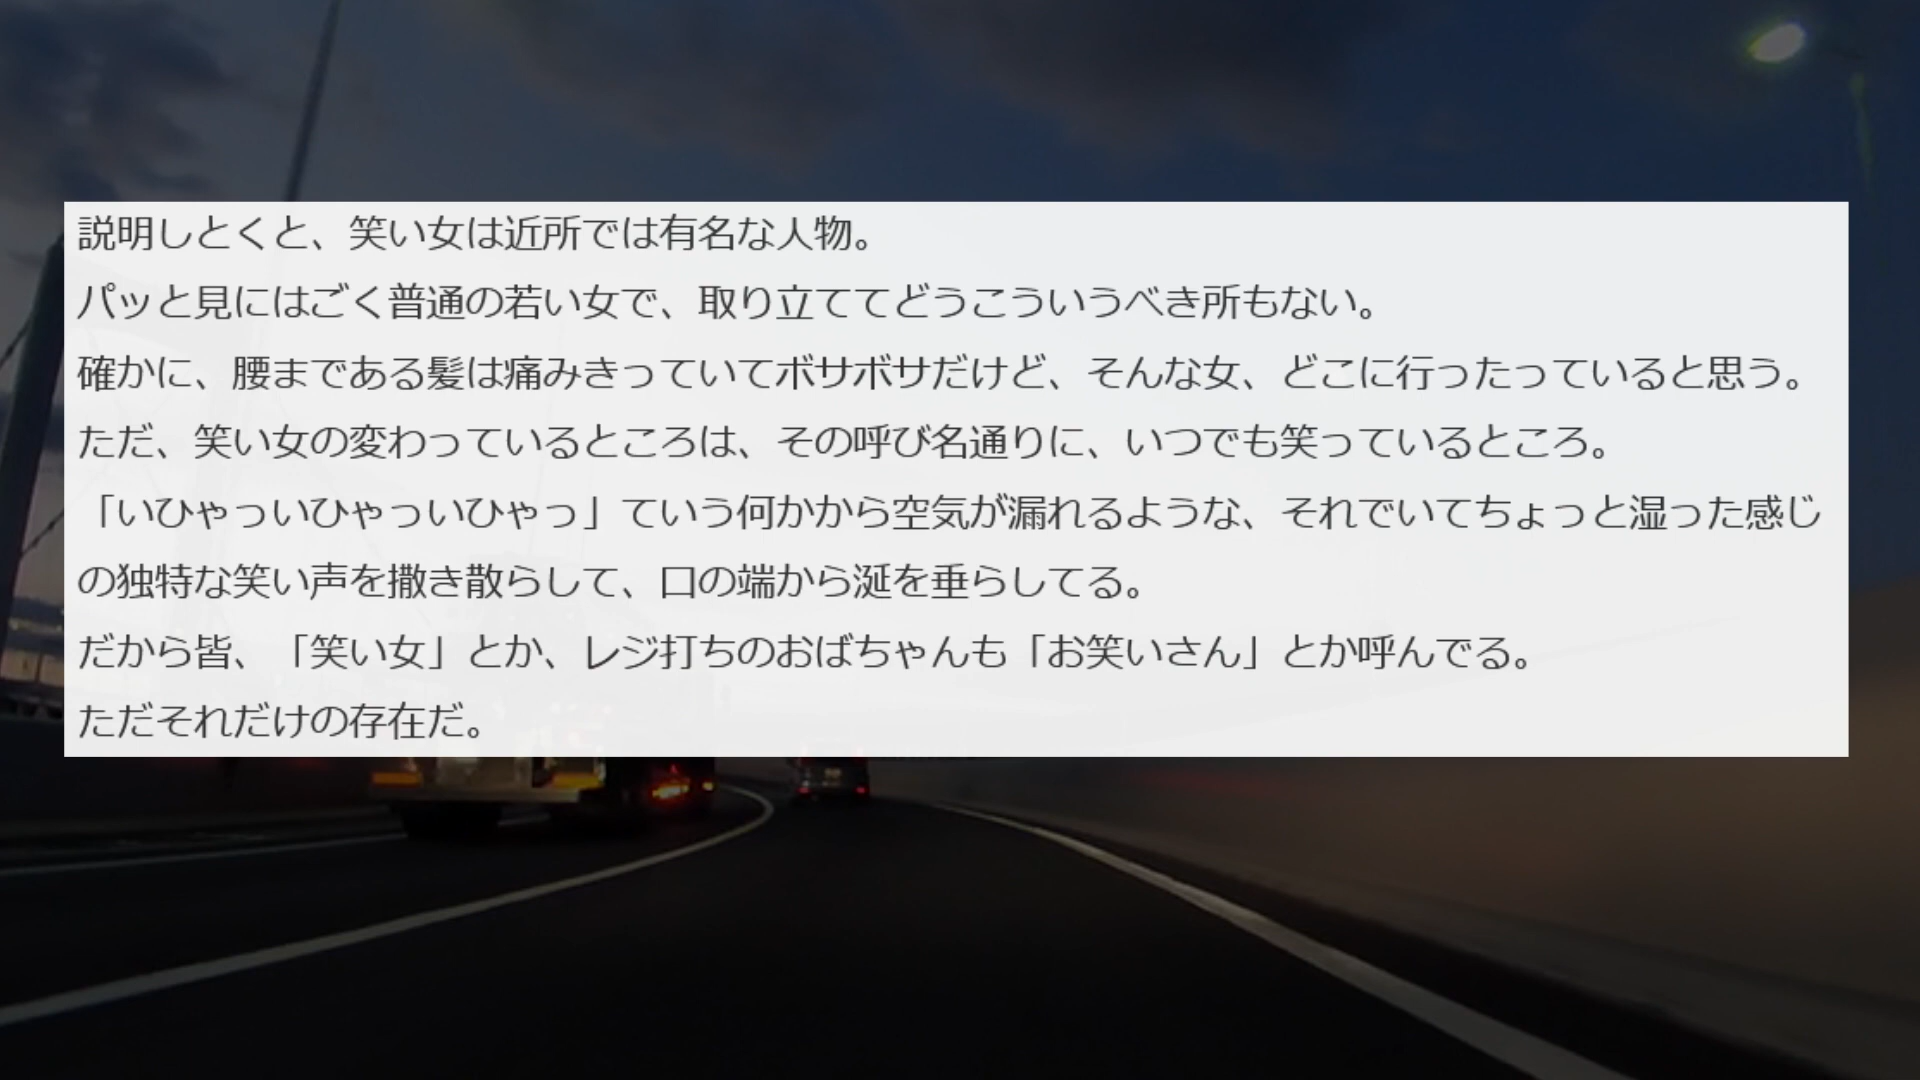 説明しとくと、笑い女は近所では有名な人物。
パッと見にはごく普通の若い女で、取り立ててどうこういうべき所もない。
確かに、腰まである髪は痛みきっていてボサボサだけど、そんな女、どこに行ったっていると思う。
ただ、笑い女の変わっているところは、その呼び名通りに、いつでも笑っているところ。
「いひゃっいひゃっいひゃっ」ていう何かから空気が漏れるような、それでいてちょっと湿った感じ
の独特な笑い声を撒き散らして、口の端から涎を垂らしてる。
だから皆、「笑い女」とか、レジ打ちのおばちゃんも「お笑いさん」とか呼んでる。
ただそれだけの存在だ。